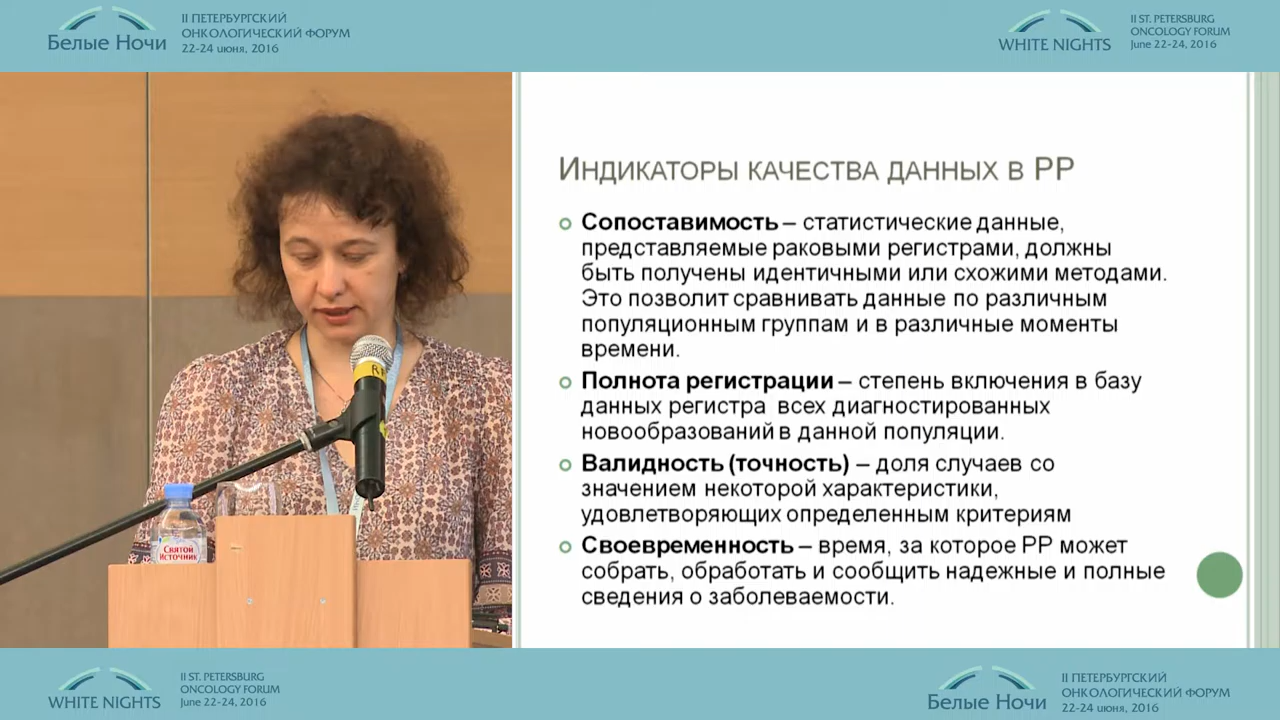 Белые Ночи
II ПЕТЕРБУРГСКИЙ
ОНКОЛОГИЧЕСКИЙ ФОРУМ
22-24 июня, 2016
WHITE NIGHTS
II ST. PETERSBURG
ONCOLOGY FORUM
June 22-24, 2016
ИНДИКАТОРЫ КАЧЕСТВА ДАННЫХ В РР
Сопоставимость – статистические данные,
представляемые раковыми регистрами, должны
быть получены идентичными или схожими методами.
Это позволит сравнивать данные по различным
популяционным группам и в различные моменты
времени.
Полнота регистрации – степень включения в базу
данных регистра всех диагностированных
новообразований в данной популяции.
Валидность (точность) – доля случаев со
значением некоторой характеристики,
удовлетворяющих определенным критериям
Своевременность – время, за которое РР может
собрать, обработать и сообщить надежные и полные
сведения о заболеваемости.
Святой
Источник
WHITE NIGHTS
II ST. PETERSBURG
ONCOLOGY FORUM
June 22-24, 2016
Белые Ночи
II ПЕТЕРБУРГСКИЙ
ОНКОЛОГИЧЕСКИЙ ФОРУМ
22-24 июня, 2016